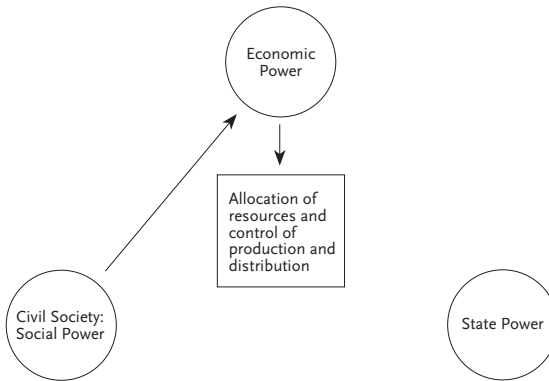 Economic
Power
Allocation of
resources and
control of
production and
distribution
Civil Society:
Social Power
State Power